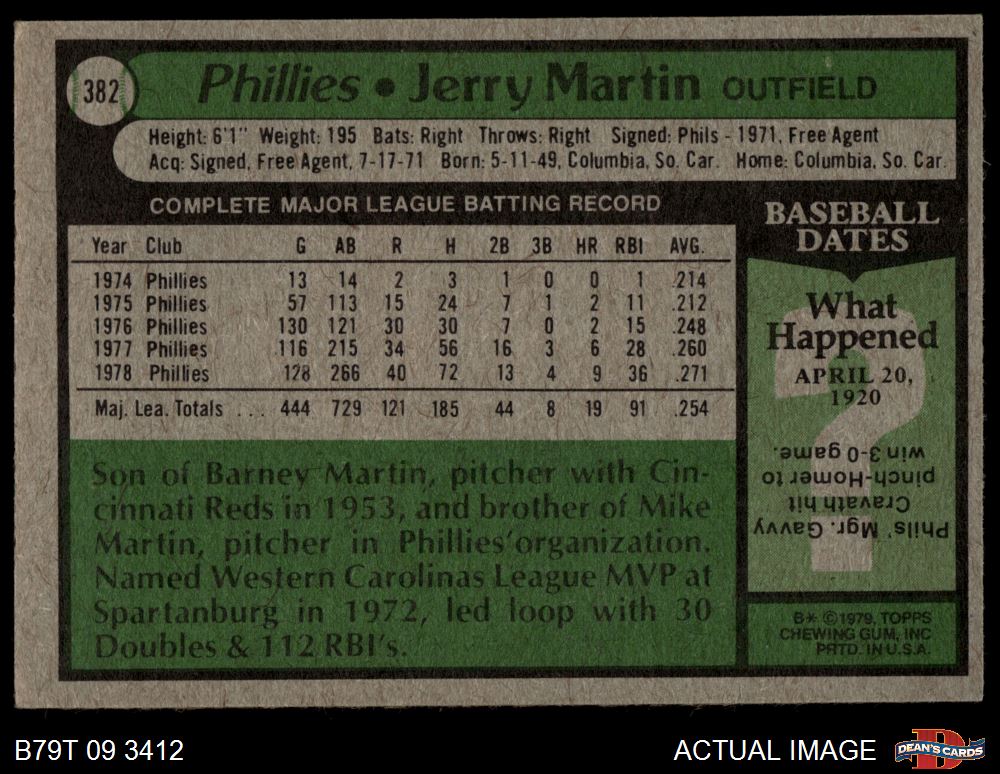 382
Phillies • Jerry Martin OUTFIELD
Height: 6'1" Weight: 195 Bats: Right Throws: Right Signed: Phils - 1971, Free Agent
Acq: Signed, Free Agent, 7-17-71 Born: 5-11-49, Columbia, So. Car. Home: Columbia, So. Car.
COMPLETE MAJOR LEAGUE BATTING RECORD
Year Club G AB R H 2B 3B HR RBI AVG.
1974 Phillies 13 14 2 3 1 0 0 1 .214
1975 Phillies 57 113 15 24 7 1 2 11 .212
1976 Phillies 130 121 30 30 7 0 2 15 .248
1977 Phillies 116 215 34 56 16 3 6 28 .260
1978 Phillies 128 266 40 72 13 4 9 36 .271
Maj. Lea. Totals ... 444 729 121 185 44 8 19 91 .254
Son of Barney Martin, pitcher with Cin-
cinnati Reds in 1953, and brother of Mike
Martin, pitcher in Phillies' organization.
Named Western Carolinas League MVP at
Spartanburg in 1972, led loop with 30
Doubles & 112 RBI's.
BASEBALL
DATES
What
Happened
APRIL 20,
1920
?
Phils' Mgr. Gavvy
Cravath hit
pinch-Homer to
win 3-0 game.
B* ©1979, TOPPS
CHEWING GUM, INC
PRTD. IN U.S.A.
B79T 09 3412
ACTUAL IMAGE
D
DEAN'S CARDS